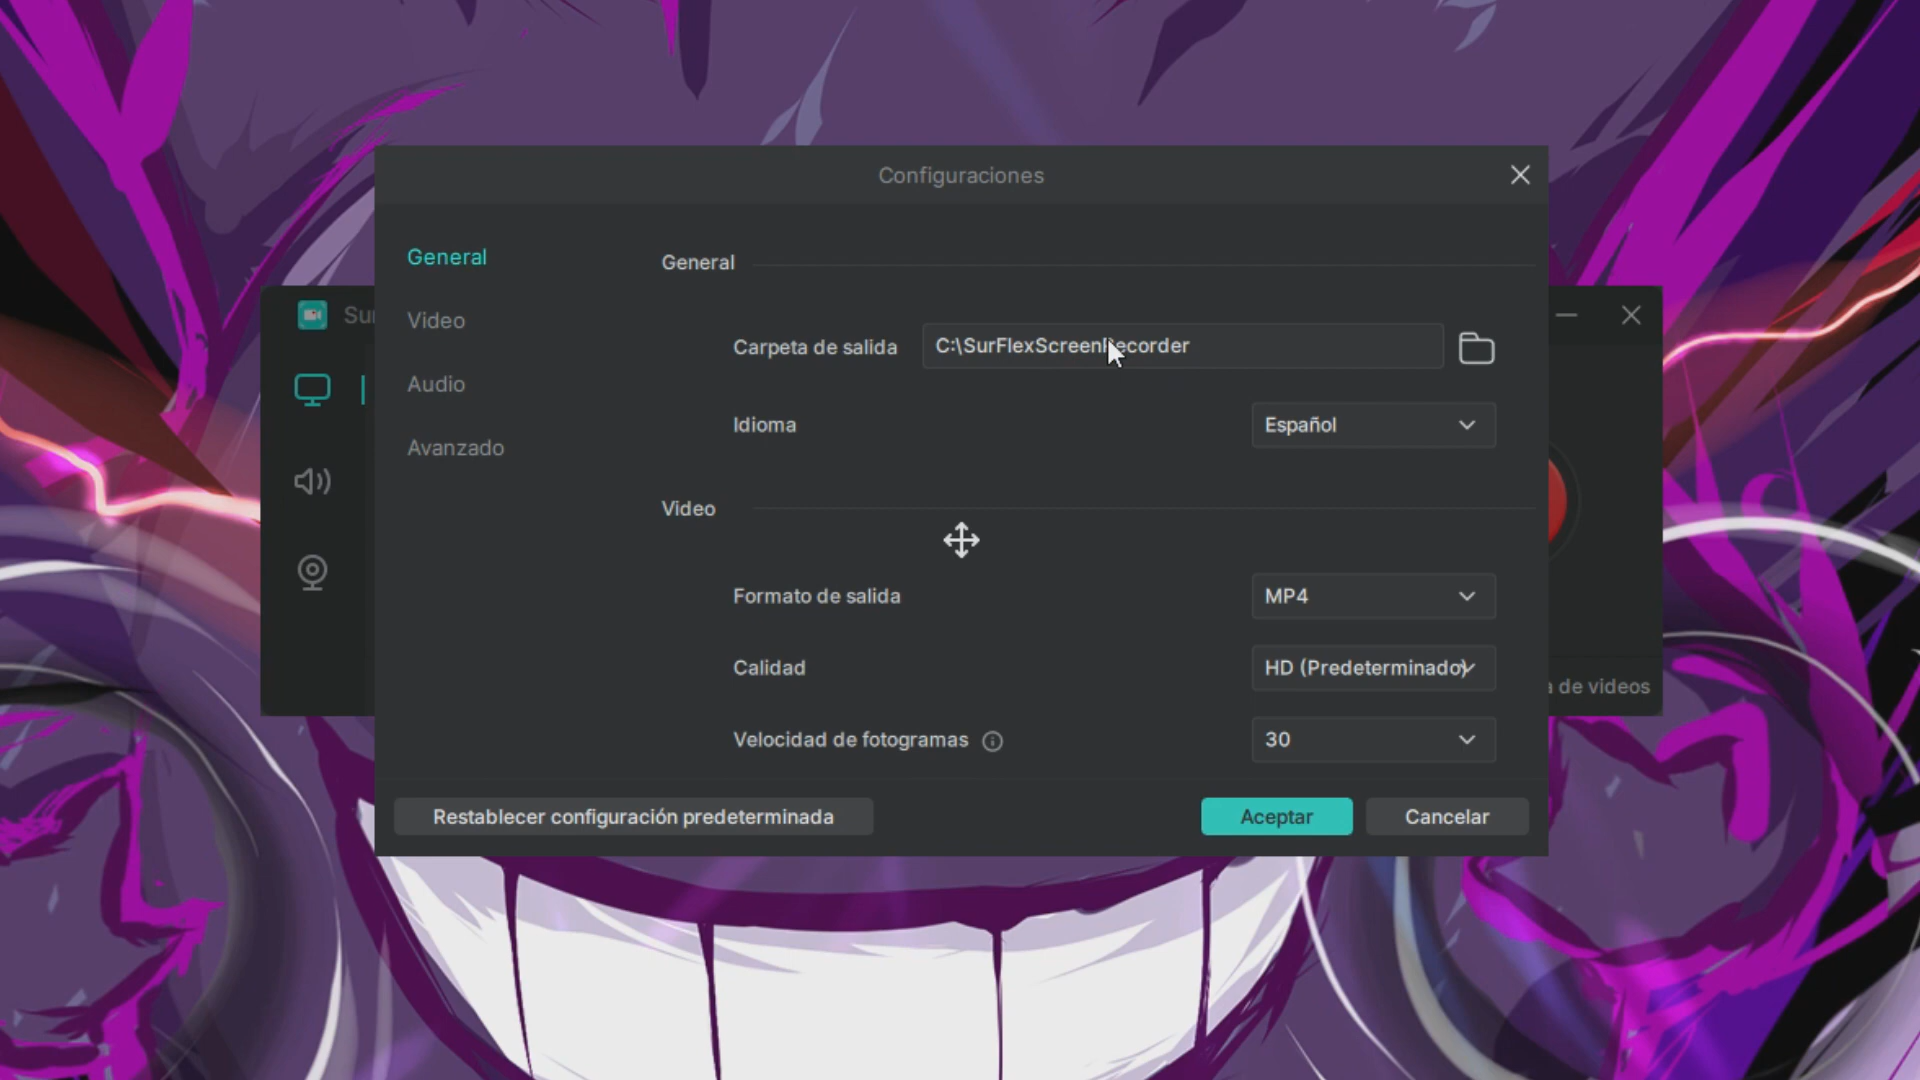 Configuraciones
General
Video
Audio
Avanzado
General
Carpeta de salida
C:\SurFlexScreenRecorder
Idioma
Español
Video
Formato de salida
MP4
Calidad
HD (Predeterminado)
Velocidad de fotogramas
30
Restablecer configuración predeterminada
Aceptar
Cancelar
de videos